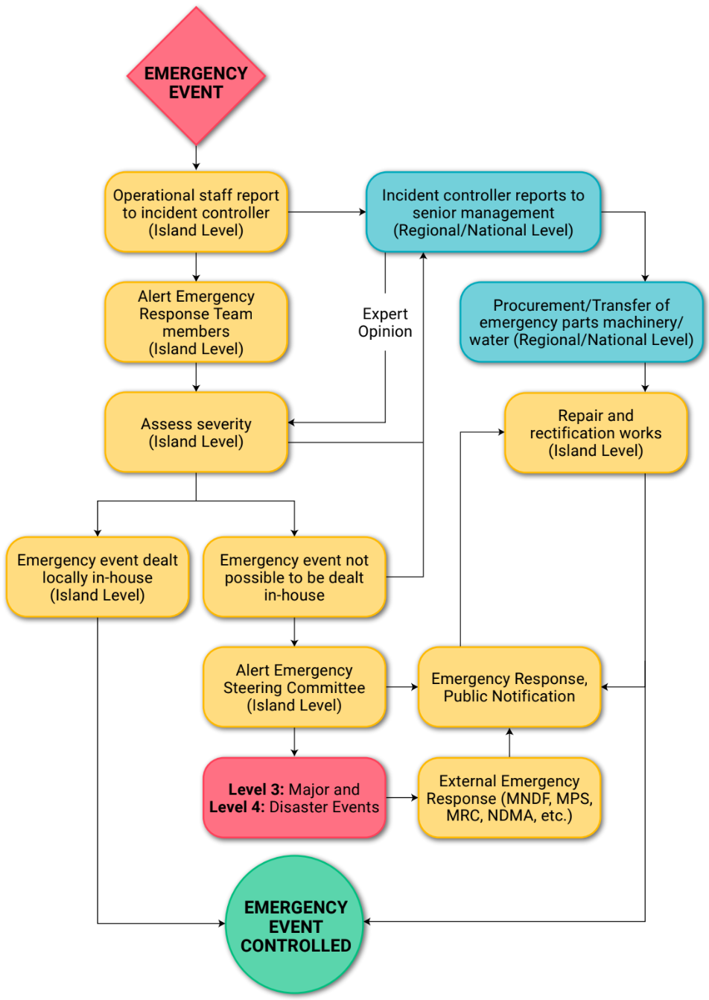 EMERGENCY
EVENT
Operational staff report
to incident controller
(Island Level)
Incident controller reports to
senior management
(Regional/National Level)
Alert Emergency
Response Team
members
(Island Level)
Expert
Opinion
Procurement/Transfer of
emergency parts machinery/
water (Regional/National Level)
Assess severity
(Island Level)
Repair and
rectification works
(Island Level)
Emergency event dealt
locally in-house
(Island Level)
Emergency event not
possible to be dealt
in-house
Alert Emergency
Steering Committee
(Island Level)
Emergency Response,
Public Notification
Level 3: Major and
Level 4: Disaster Events
External Emergency
Response (MNDF, MPS,
MRC, NDMA, etc.)
EMERGENCY
EVENT
CONTROLLED